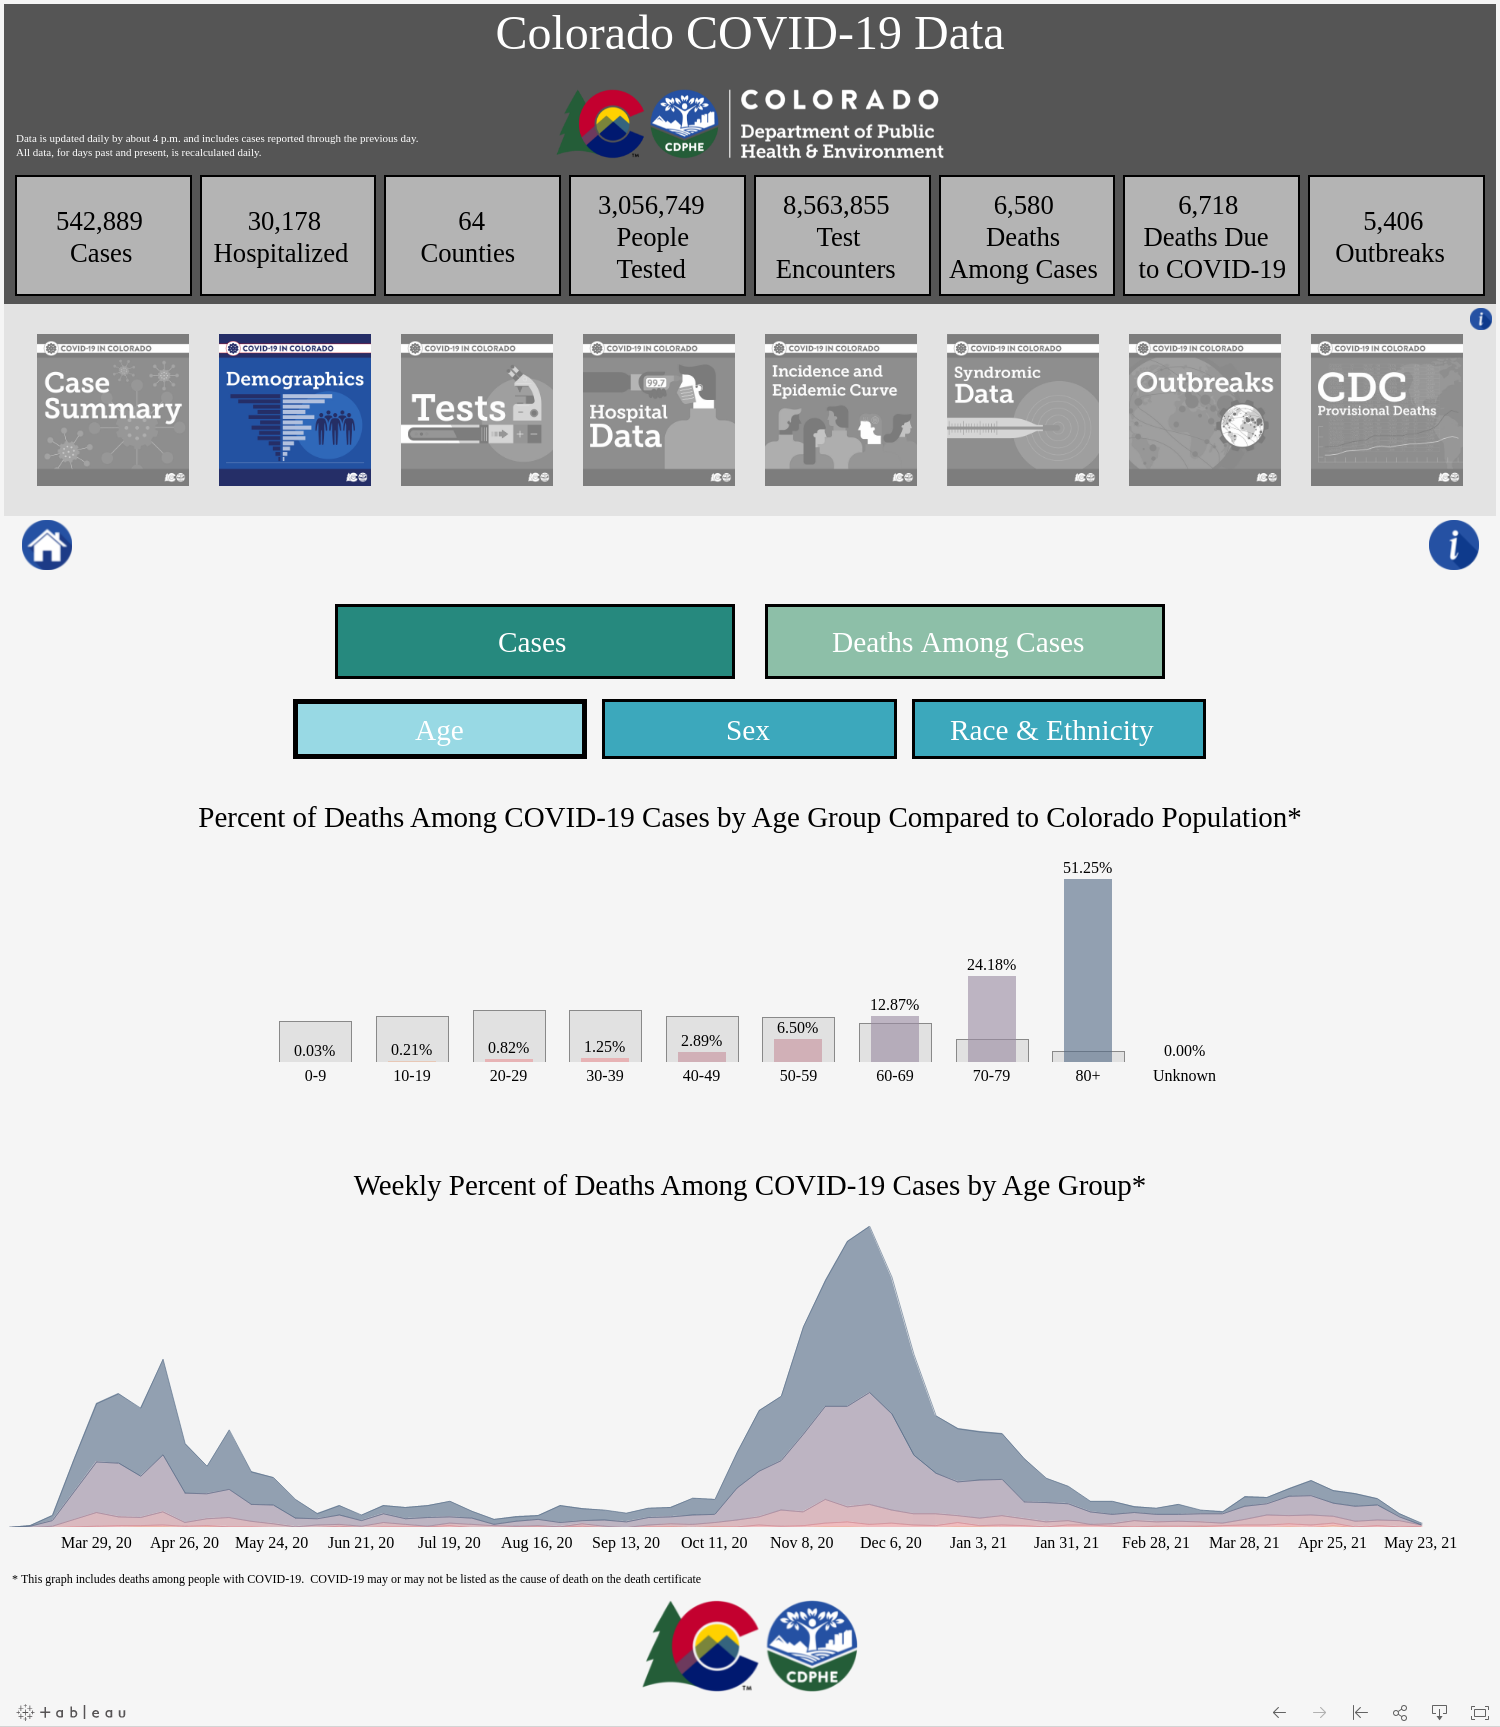 Colorado COVID-19 Data
COLORADO
Department of Public
Health & Environment
CDPHE
TM
Data is updated daily by about 4 p.m. and includes cases reported through the previous day.
All data, for days past and present, is recalculated daily.
542,889
Cases
30,178
Hospitalized
64
Counties
3,056,749
People
Tested
8,563,855
Test
Encounters
6,580
Deaths
Among Cases
6,718
Deaths Due
to COVID-19
5,406
Outbreaks
i
COVID-19 IN COLORADO
Case
Summary
COVID-19 IN COLORADO
Demographics
COVID-19 IN COLORADO
Tests
COVID-19 IN COLORADO
99.7
Hospital
Data
COVID-19 IN COLORADO
Incidence and
Epidemic Curve
COVID-19 IN COLORADO
Syndromic
Data
COVID-19 IN COLORADO
Outbreaks
COVID-19 IN COLORADO
CDC
Provisional Deaths
i
Cases
Deaths Among Cases
Age
Sex
Race & Ethnicity
Percent of Deaths Among COVID-19 Cases by Age Group Compared to Colorado Population*
51.25%
24.18%
12.87%
6.50%
2.89%
1.25%
0.82%
0.21%
0.03%
0.00%
0-9
10-19
20-29
30-39
40-49
50-59
60-69
70-79
80+
Unknown
Weekly Percent of Deaths Among COVID-19 Cases by Age Group*
Mar 29, 20
Apr 26, 20
May 24, 20
Jun 21, 20
Jul 19, 20
Aug 16, 20
Sep 13, 20
Oct 11, 20
Nov 8, 20
Dec 6, 20
Jan 3, 21
Jan 31, 21
Feb 28, 21
Mar 28, 21
Apr 25, 21
May 23, 21
* This graph includes deaths among people with COVID-19.  COVID-19 may or may not be listed as the cause of death on the death certificate
TM
CDPHE
+ableau